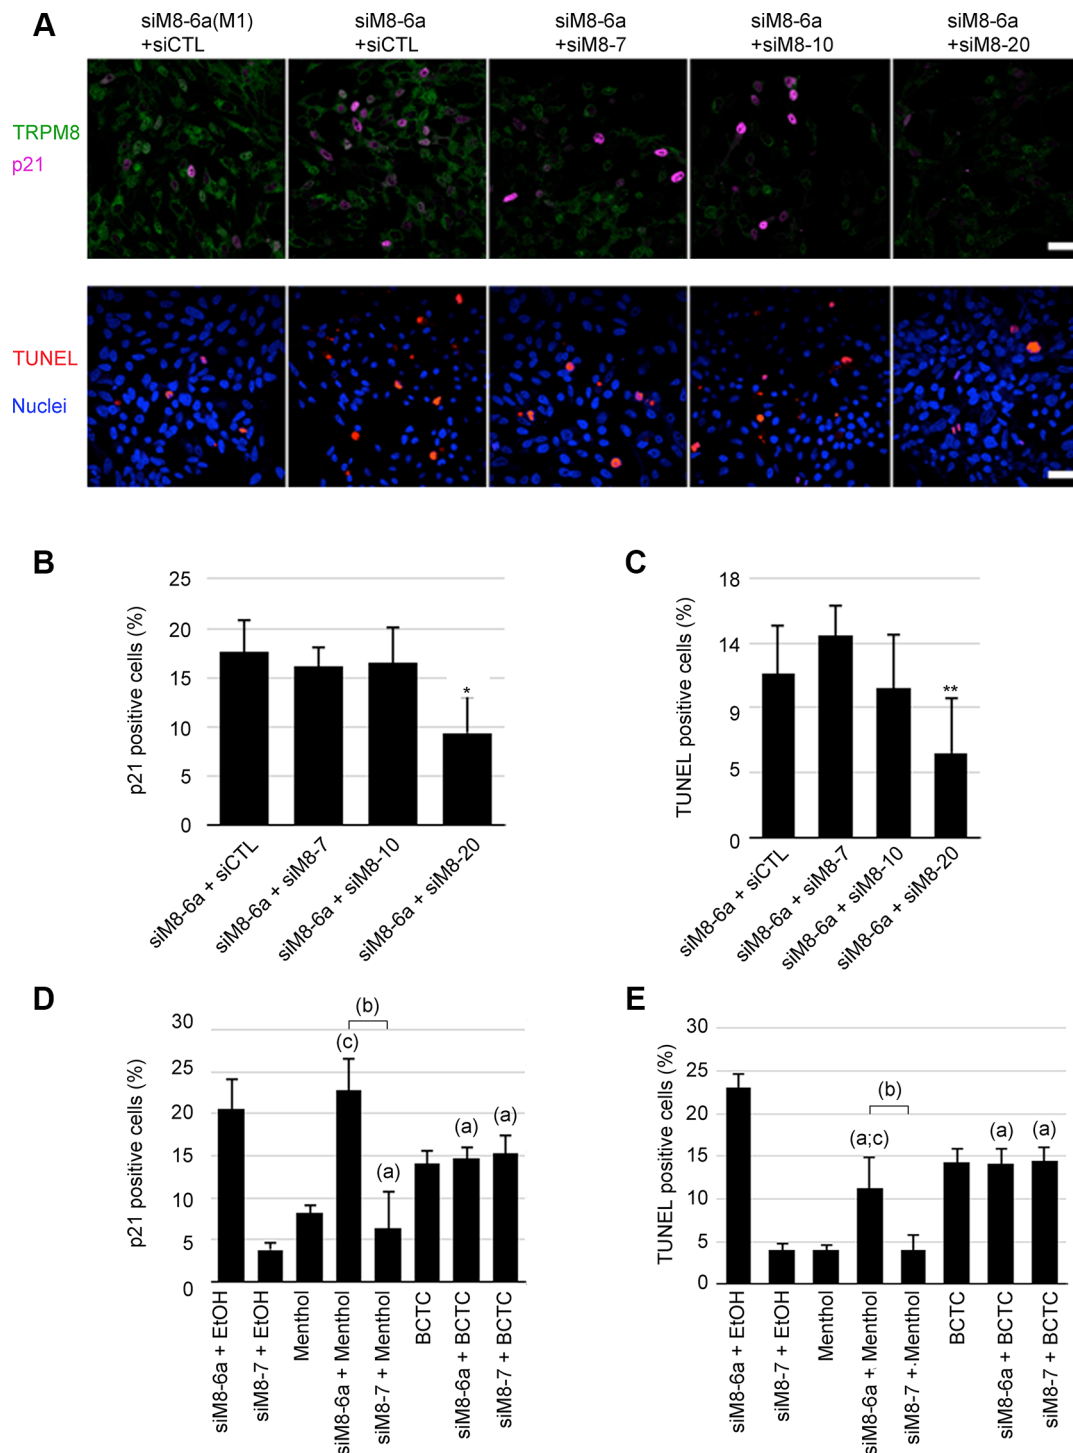 A
siM8-6a(M1)
+siCTL
siM8-6a
+siCTL
siM8-6a
+siM8-7
siM8-6a
+siM8-10
siM8-6a
+siM8-20
TRPM8
p21
TUNEL
Nuclei
B
p21 positive cells (%)
25
20
15
10
5
0
*
siM8-6a + siCTL
siM8-6a + siM8-7
siM8-6a + siM8-10
siM8-6a + siM8-20
C
TUNEL positive cells (%)
18
14
9
5
0
**
siM8-6a + siCTL
siM8-6a + siM8-7
siM8-6a + siM8-10
siM8-6a + siM8-20
D
p21 positive cells (%)
30
25
20
15
10
5
0
(b)
(c)
(a)
(a)
(a)
siM8-6a + EtOH
siM8-7 + EtOH
Menthol
siM8-6a + Menthol
siM8-7 + Menthol
BCTC
siM8-6a + BCTC
siM8-7 + BCTC
E
TUNEL positive cells (%)
30
25
20
15
10
5
0
(b)
(a;c)
(a)
(a)
siM8-6a + EtOH
siM8-7 + EtOH
Menthol
siM8-6a +. Menthol
siM8-7 + .Menthol
BCTC
siM8-6a + BCTC
siM8-7 + BCTC